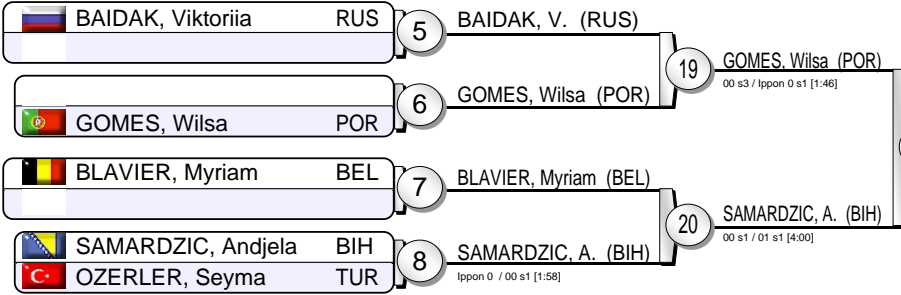 BAIDAK, Viktoriia RUS
5
BAIDAK, V. (RUS)
19
GOMES, Wilsa (POR)
00 s3 / Ippon 0 s1 [1:46]
6
GOMES, Wilsa (POR)
GOMES, Wilsa POR
BLAVIER, Myriam BEL
7
BLAVIER, Myriam (BEL)
20
SAMARDZIC, A. (BIH)
00 s1 / 01 s1 [4:00]
SAMARDZIC, Andjela BIH
8
SAMARDZIC, A. (BIH)
Ippon 0 / 00 s1 [1:58]
OZERLER, Seyma TUR